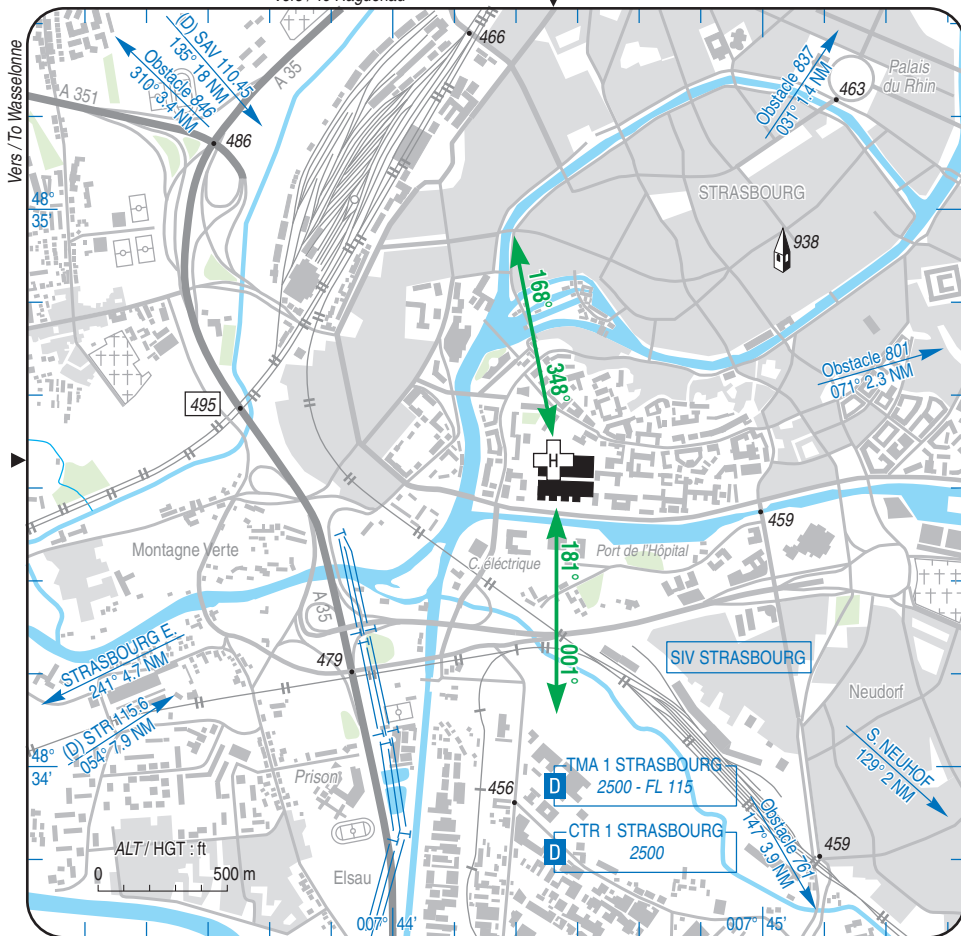 Vers / To Wasselonne
(D) SAV 110.45
135° 18 NM
Obstacle 846
310° 3.4 NM
A 35
A 351
466
486
Obstacle 837
031° 1.4 NM
463
Palais
du Rhin
48°
35'
STRASBOURG
938
168°
348°
Obstacle 801
071° 2.3 NM
495
H
459
Montagne Verte
C. éléctrique
Port de l'Hôpital
181°
001°
A35
STRASBOURG E.
241° 4.7 NM
479
SIV STRASBOURG
Neudorf
(D) STR 115.6
054° 7.9 NM
S. NEUHOF
129° 2 NM
48°
34'
Prison
456
TMA 1 STRASBOURG
D
2500 - FL 115
CTR 1 STRASBOURG
D
2500
Obstacle 761
147° 3.9 NM
459
ALT / HGT : ft
0 500 m
Elsau
007° 44'
007° 45'